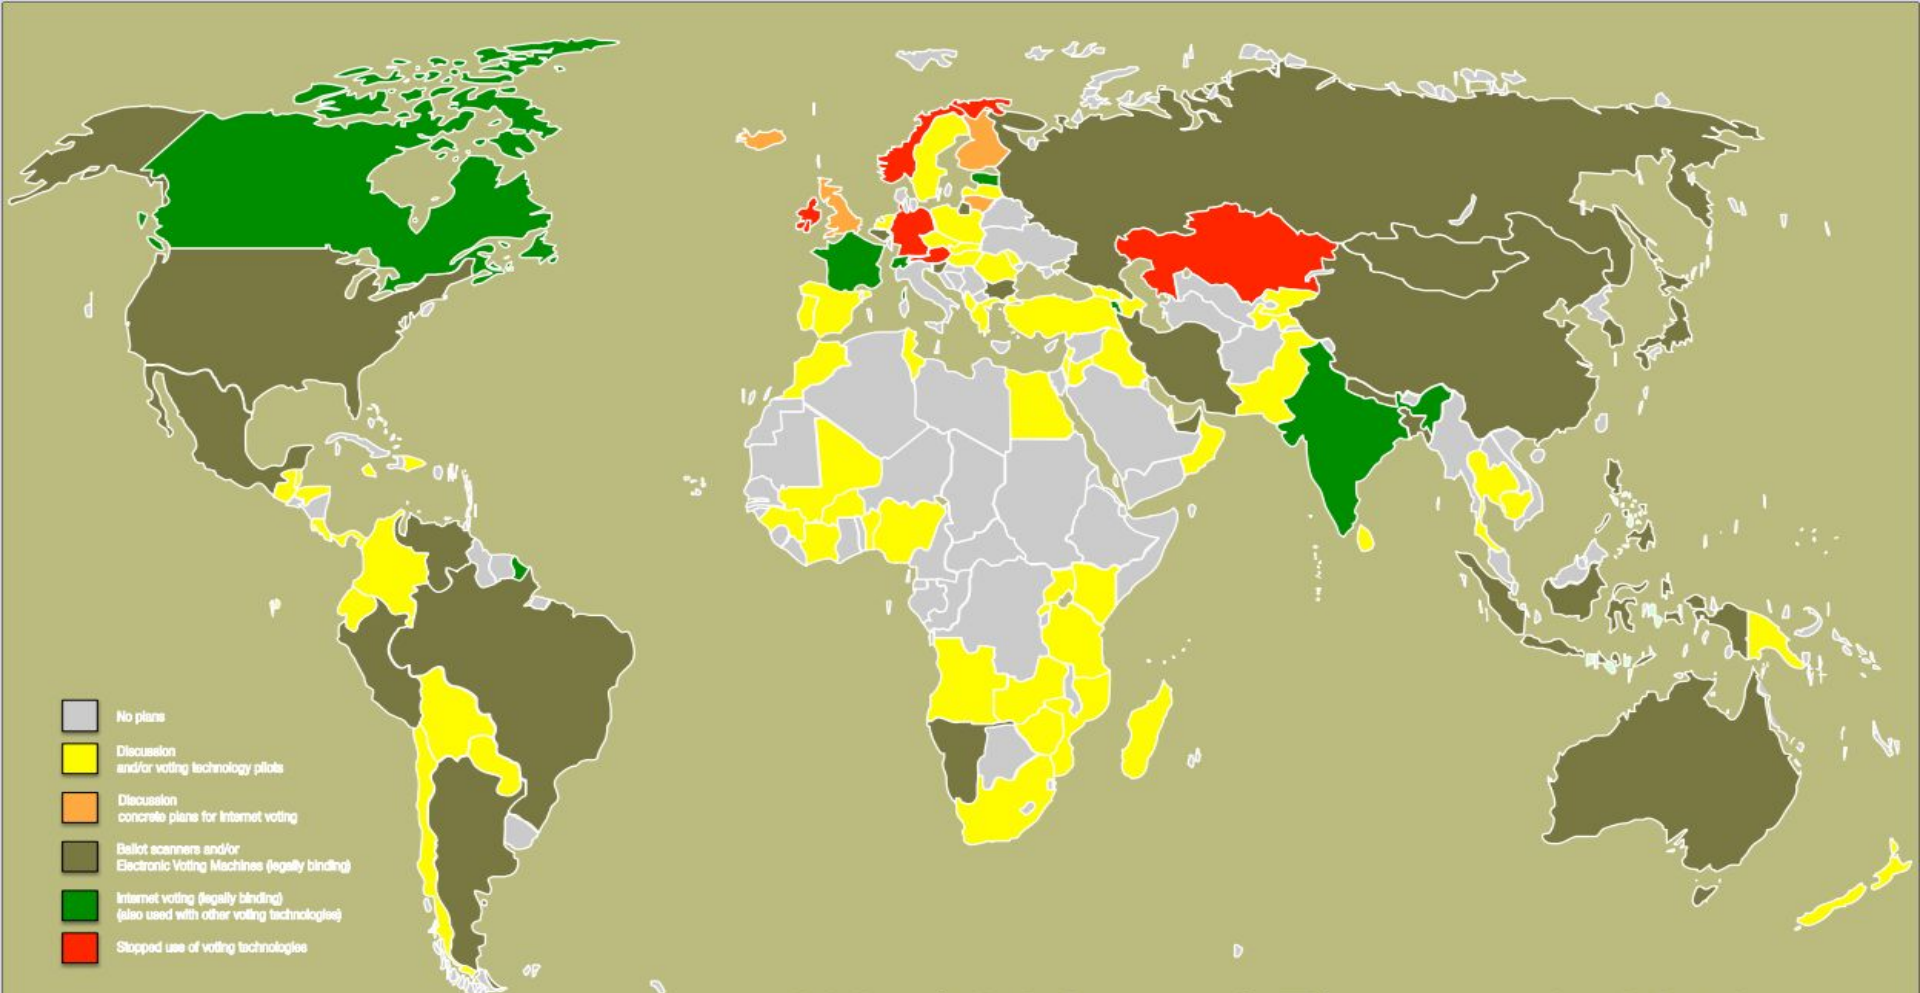 No plans
Discussion
and/or voting technology pilots
Discussion
concrete plans for Internet voting
Ballot scanners and/or
Electronic Voting Machines (legally binding)
Internet voting (legally binding)
(also used with other voting technologies)
Stopped use of voting technologies